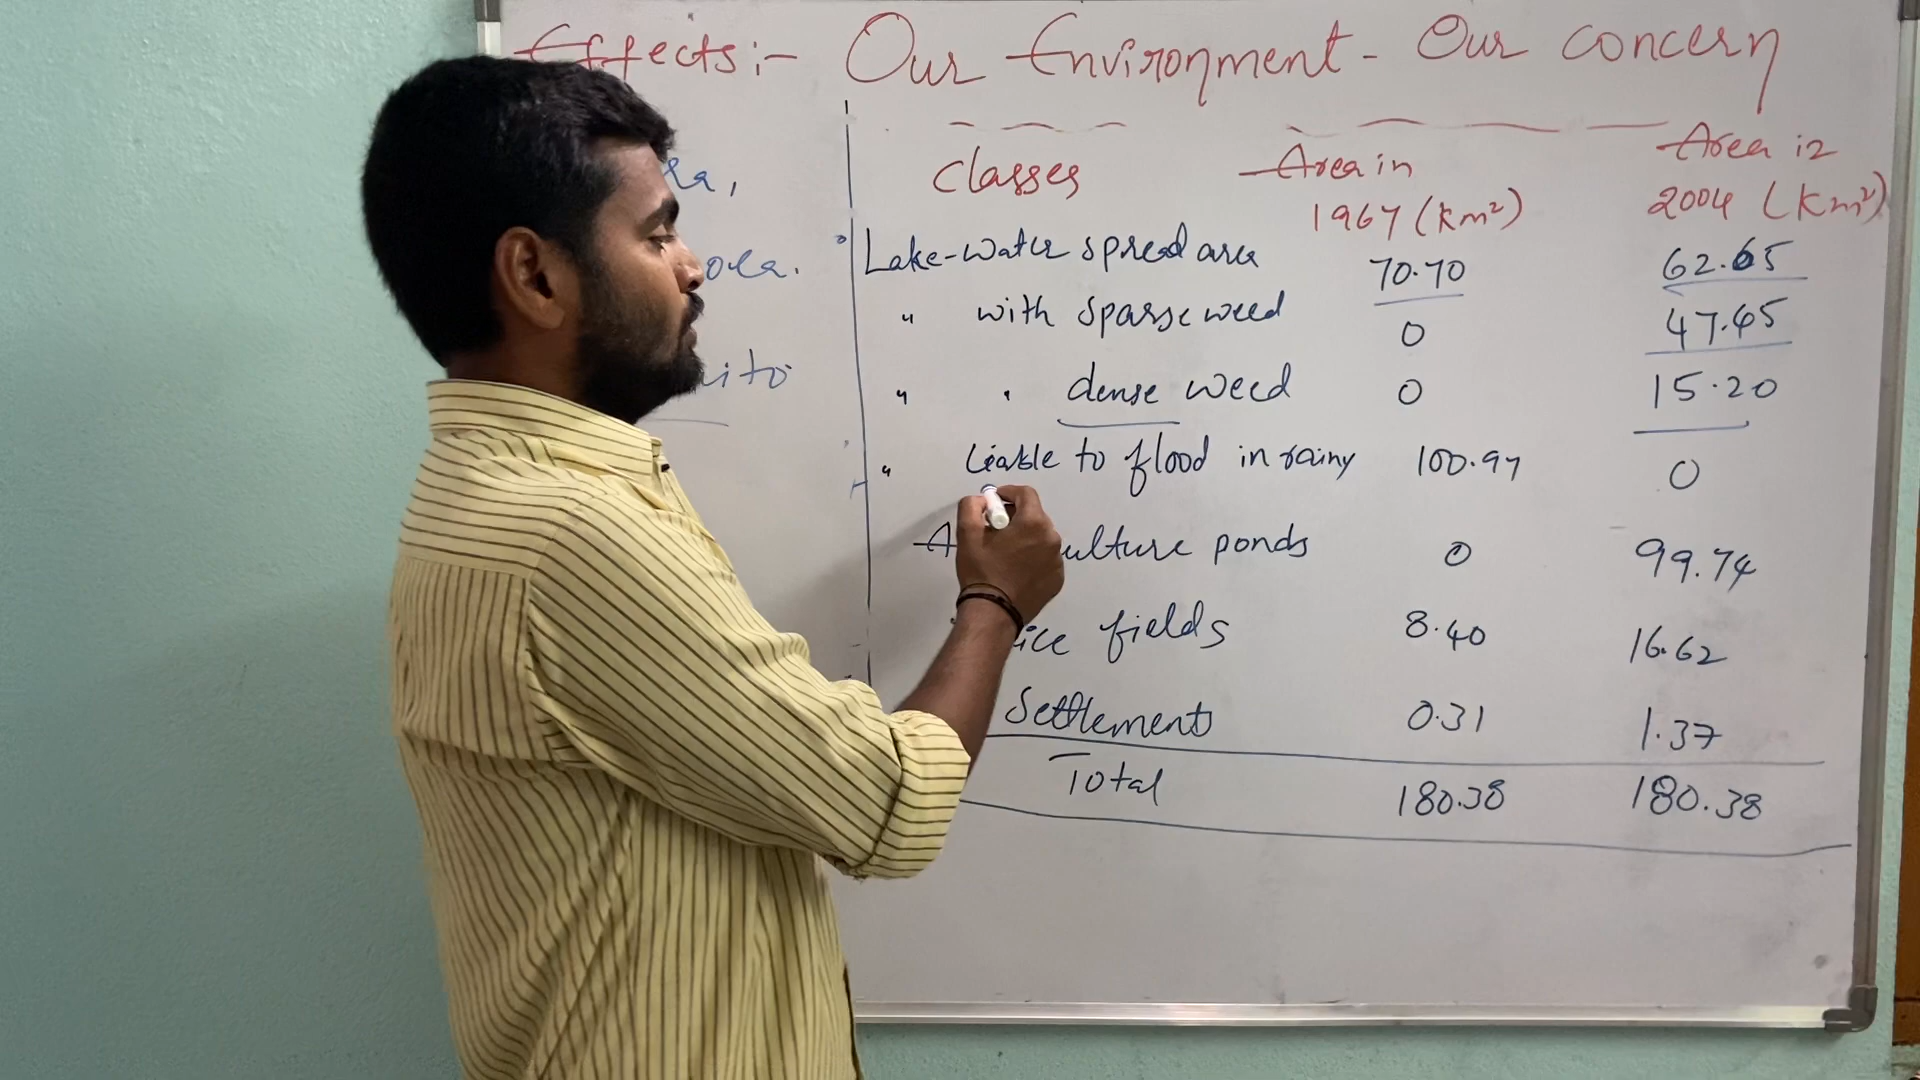 Effects:- Our Environment - Our concern
Classes Area in 1967 (km²) Area in 2004 (km²)
Lake-Water spread area 70.70 62.65
" with sparse weed 0 47.45
" " dense weed 0 15.20
" Liable to flood in rainy 100.97 0
ponds 0 99.74
fields 8.40 16.62
Settlements 0.31 1.37
Total 180.38 180.38